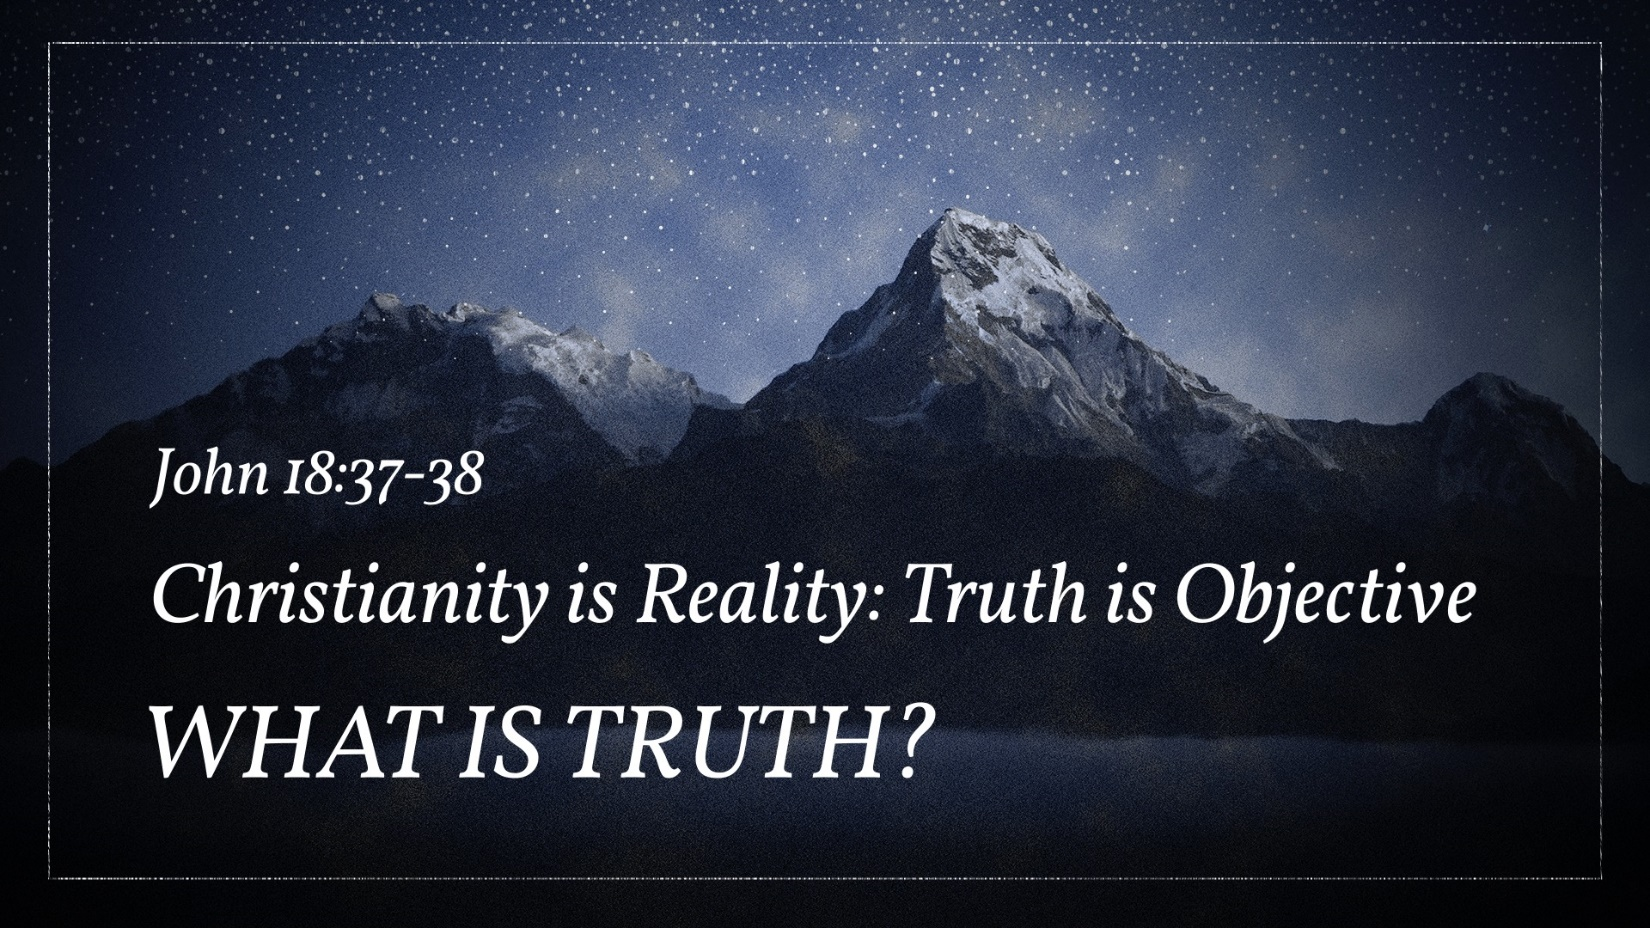 John 18:37-38
Christianity is Reality: Truth is Objective
WHAT IS TRUTH?